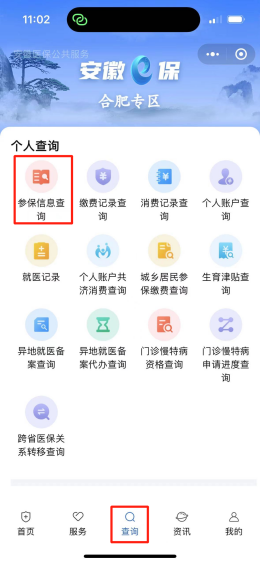 11:02
安徽医保公共服务
安徽e保
合肥专区
个人查询
参保信息查
询
缴费记录查
询
消费记录查
询
个人账户查
询
就医记录
个人账户共
济消费查询
城乡居民参
保缴费查询
生育津贴查
询
异地就医备
案查询
异地就医备
案代办查询
门诊慢特病
资格查询
门诊慢特病
申请进度查
询
跨省医保关
系转移查询
首页
服务
查询
资讯
我的